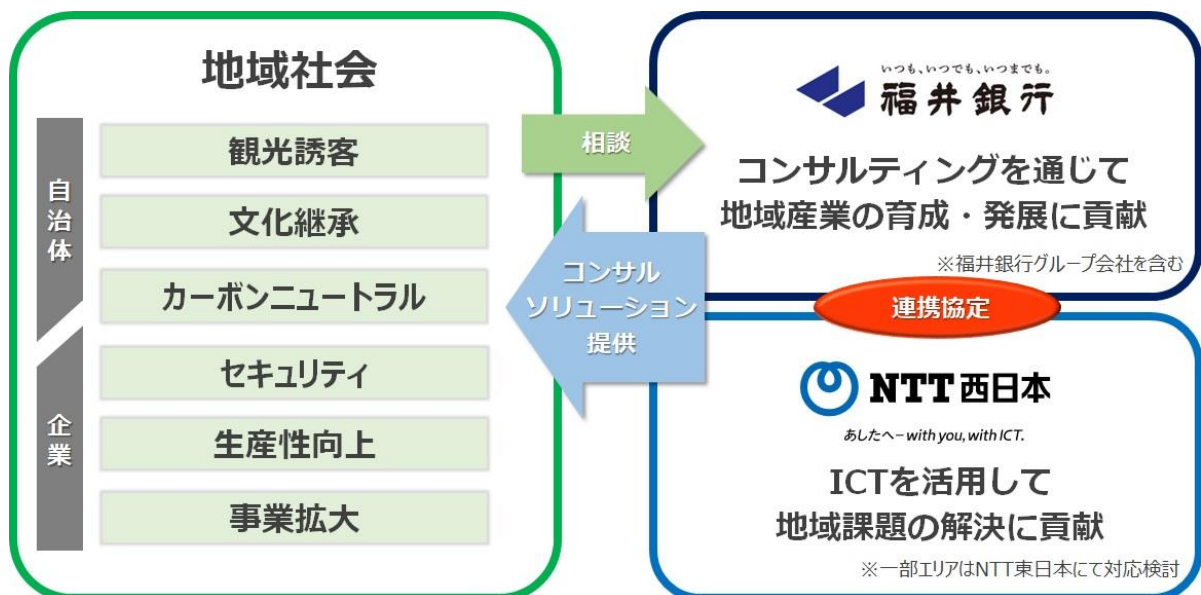 地域社会
自治体
観光誘客
文化継承
カーボンニュートラル
企業
セキュリティ
生産性向上
事業拡大
相談
コンサル
ソリューション
提供
いつも、いつでも、いつまでも。
福井銀行
コンサルティングを通じて
地域産業の育成・発展に貢献
※福井銀行グループ会社を含む
連携協定
NTT西日本
あしたへ-with you, with ICT.
ICTを活用して
地域課題の解決に貢献
※一部エリアはNTT東日本にて対応検討